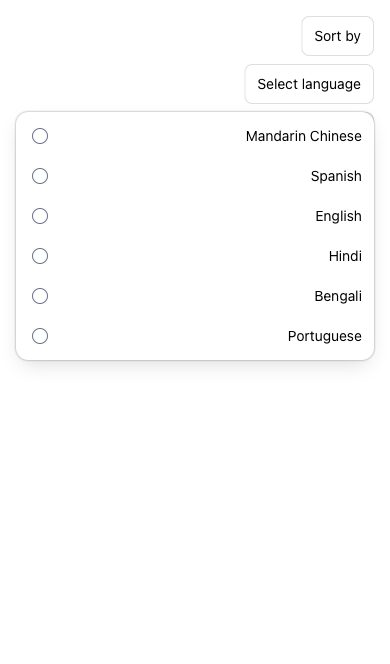 Sort by
Select language
Mandarin Chinese
Spanish
English
Hindi
Bengali
Portuguese